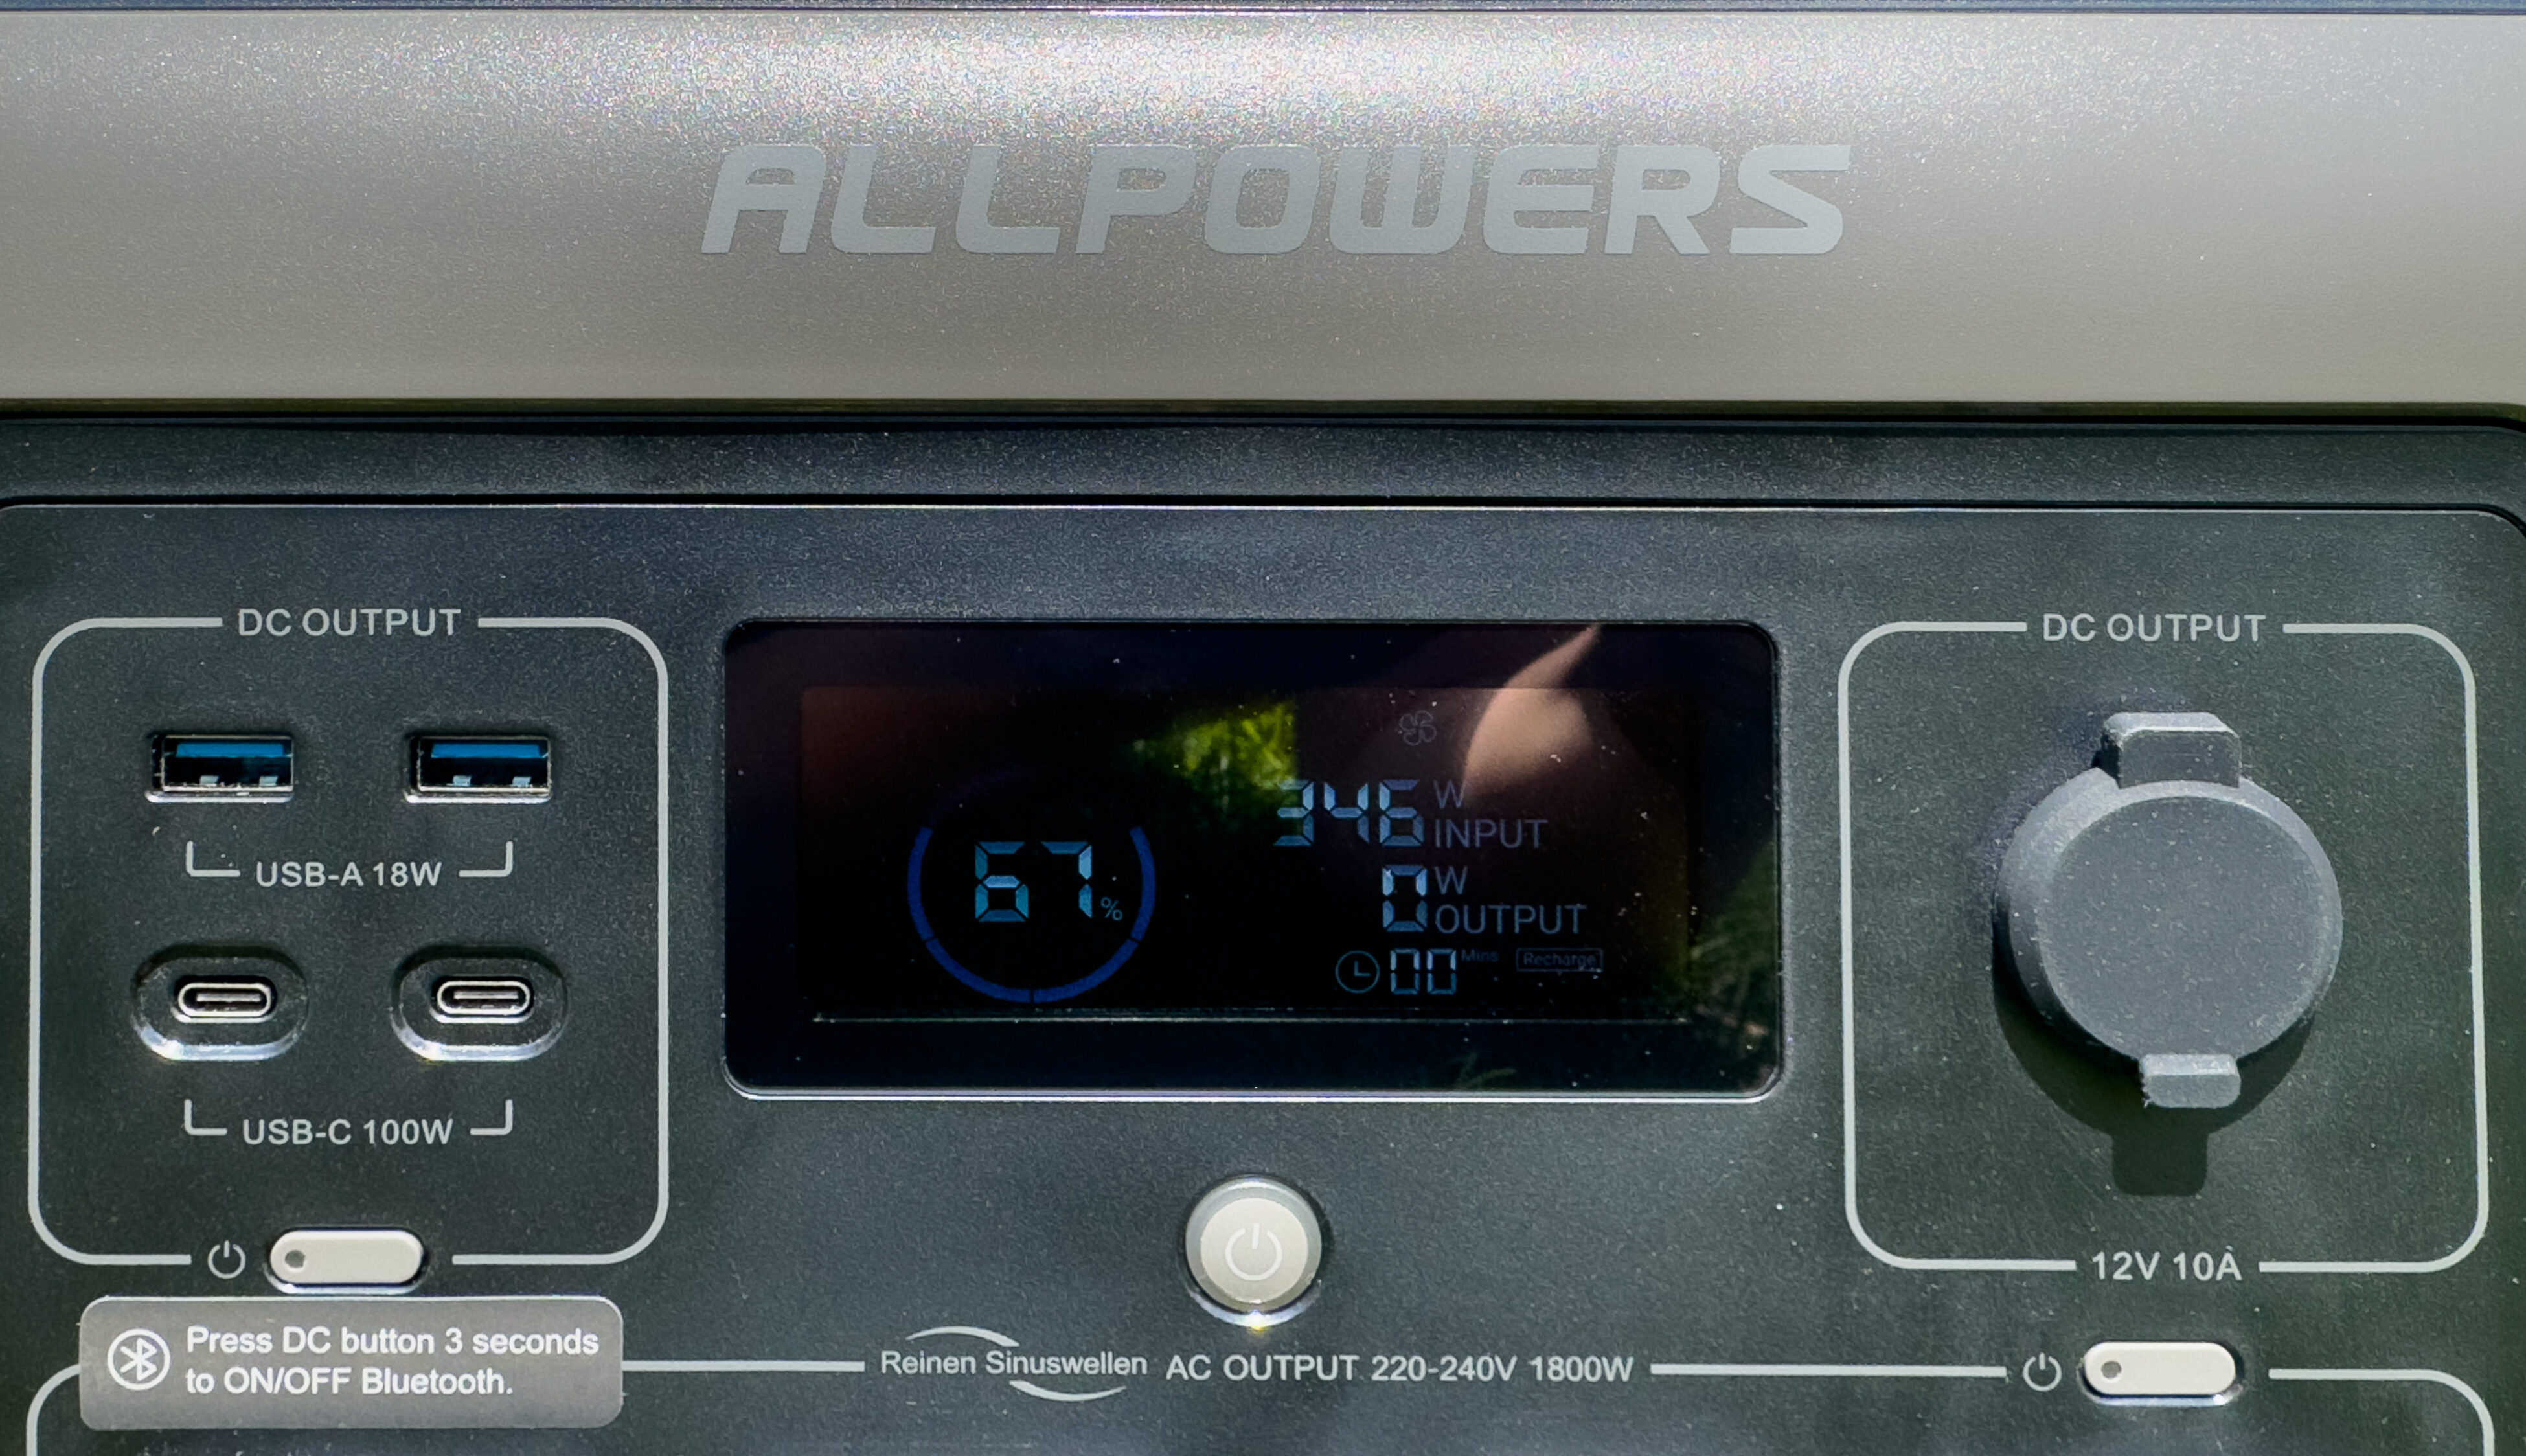 ALLPOWERS
DC OUTPUT
USB-A 18W
USB-C 100W
67%
346 W
INPUT
0 W
OUTPUT
00 Mins Recharge
DC OUTPUT
12V 10A
Press DC button 3 seconds
to ON/OFF Bluetooth.
Reinen Sinuswellen AC OUTPUT 220-240V 1800W